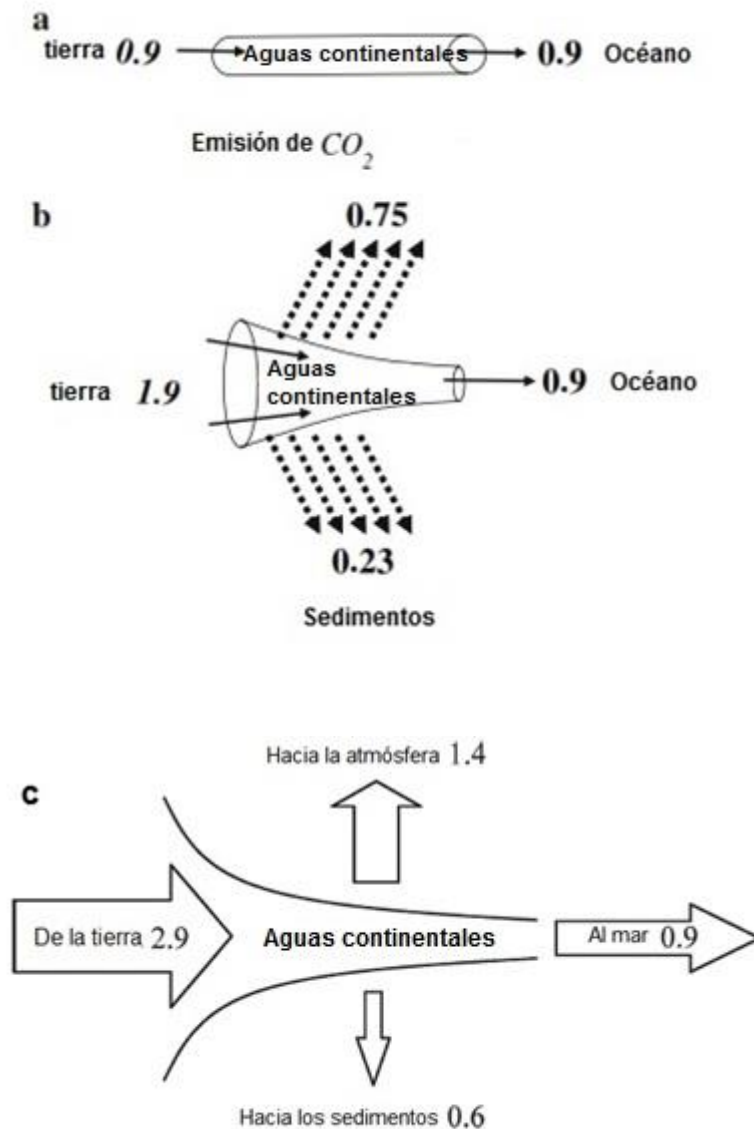 a
tierra 0.9 Aguas continentales 0.9 Océano
Emisión de CO₂
b
0.75
tierra 1.9
Aguas
continentales
0.9 Océano
0.23
Sedimentos
Hacia la atmósfera 1.4
c
De la tierra 2.9
Aguas continentales
Al mar 0.9
Hacia los sedimentos 0.6